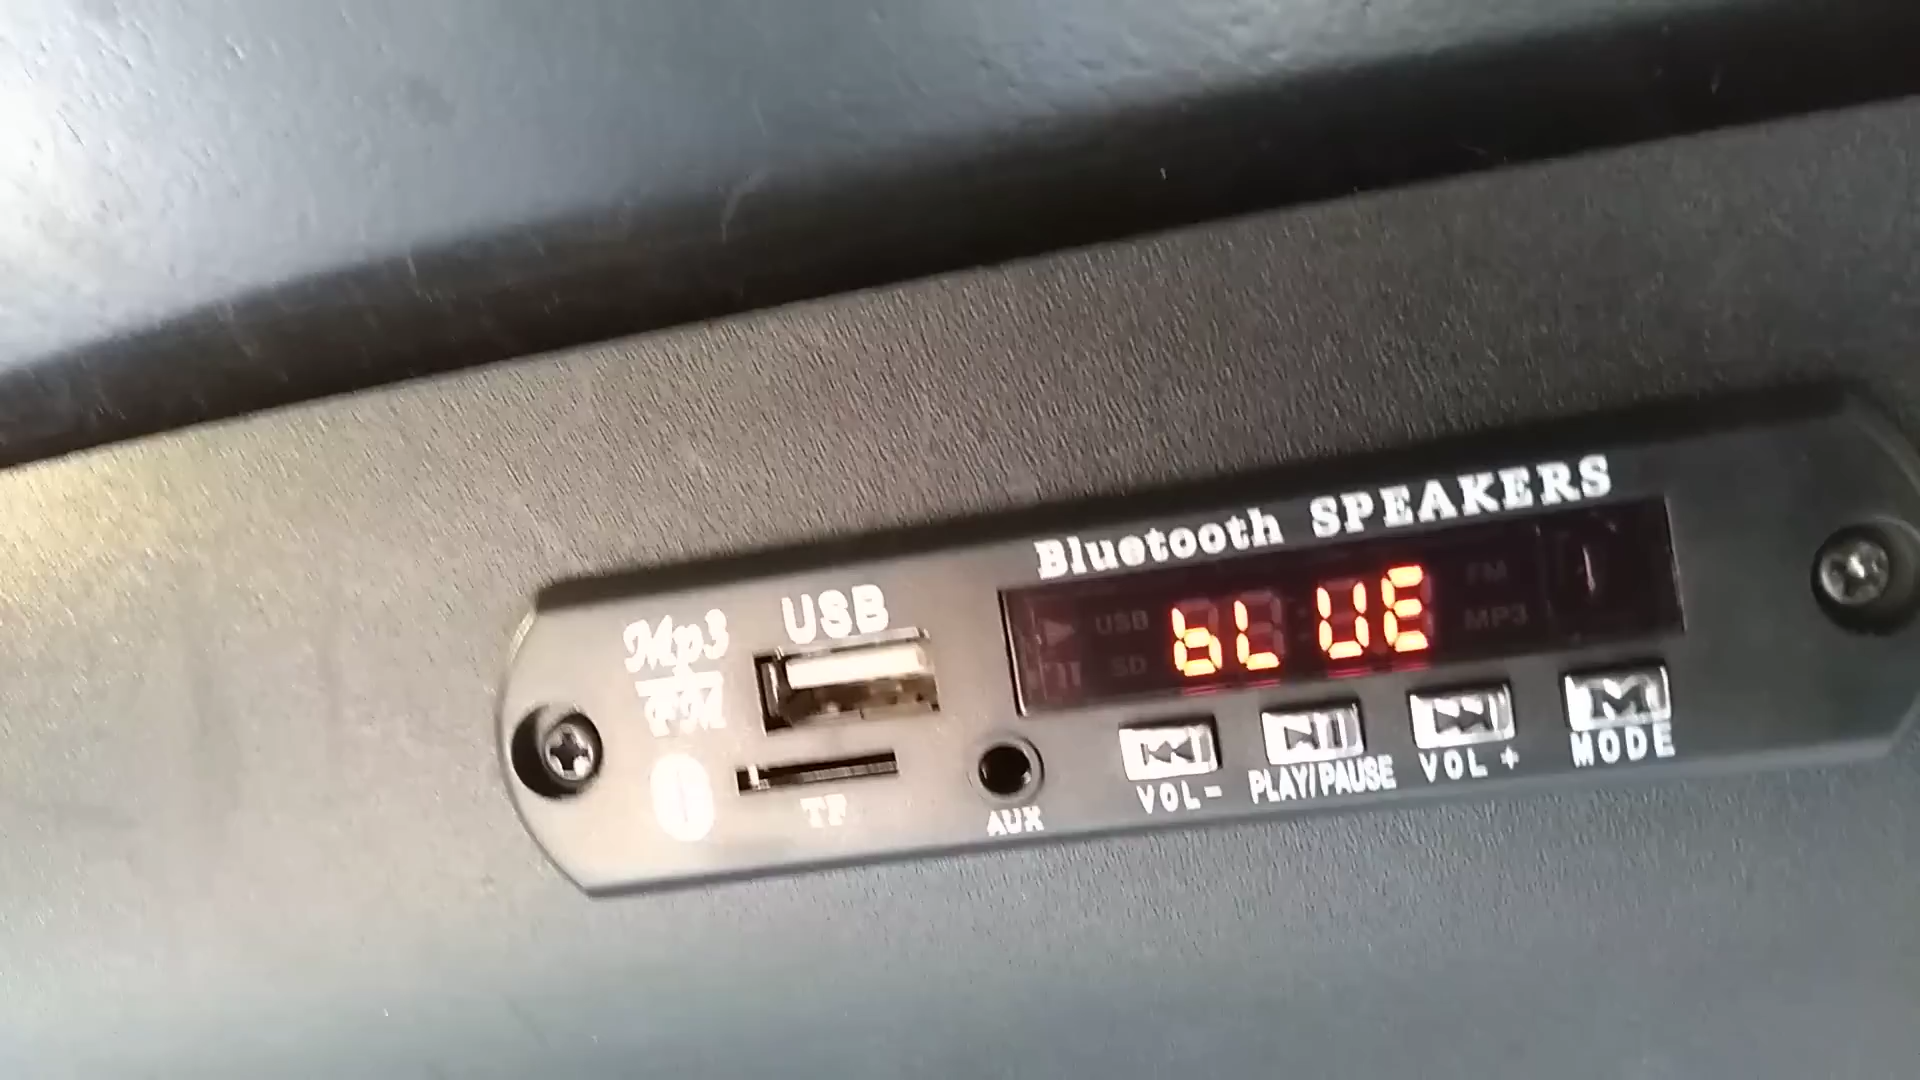 Bluetooth SPEAKERS
Mp3
FM
USB
TF
AUX
USB
SD
bLUE
FM
MP3
VOL-
PLAY/PAUSE
VOL+
M
MODE